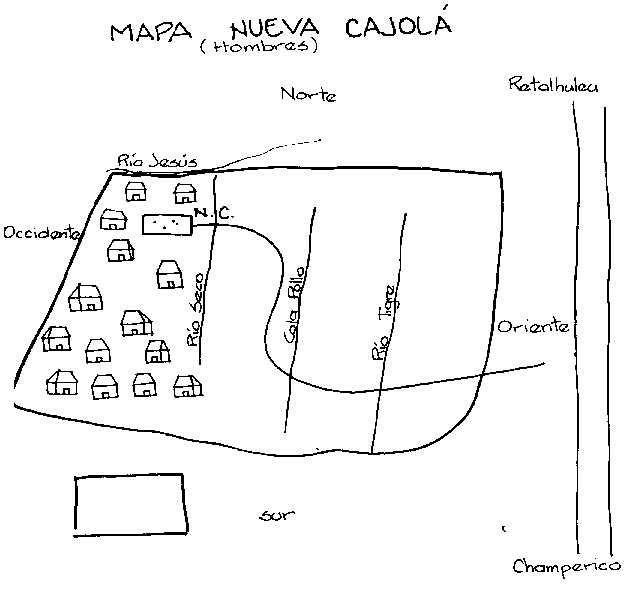 MAPA NUEVA CAJOLÁ
(Hombres)
Norte
Retalhuleu
Río Jesús
N. C.
Occidente
Río Seco
Cola Pollo
Río Tigre
Oriente
sur
Champerico